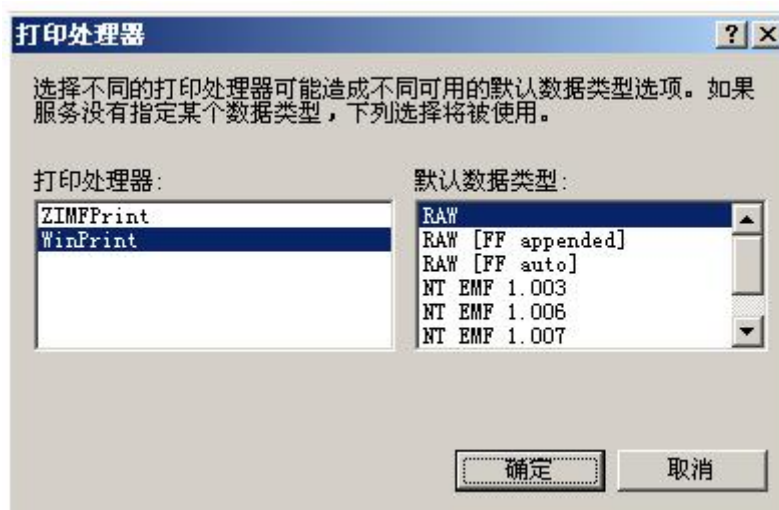 打印处理器
选择不同的打印处理器可能造成不同可用的默认数据类型选项。如果
服务没有指定某个数据类型，下列选择将被使用。
打印处理器:
默认数据类型:
ZIMFPrint
WinPrint
RAW
RAW [FF appended]
RAW [FF auto]
NT EMF 1.003
NT EMF 1.006
NT EMF 1.007
确定
取消